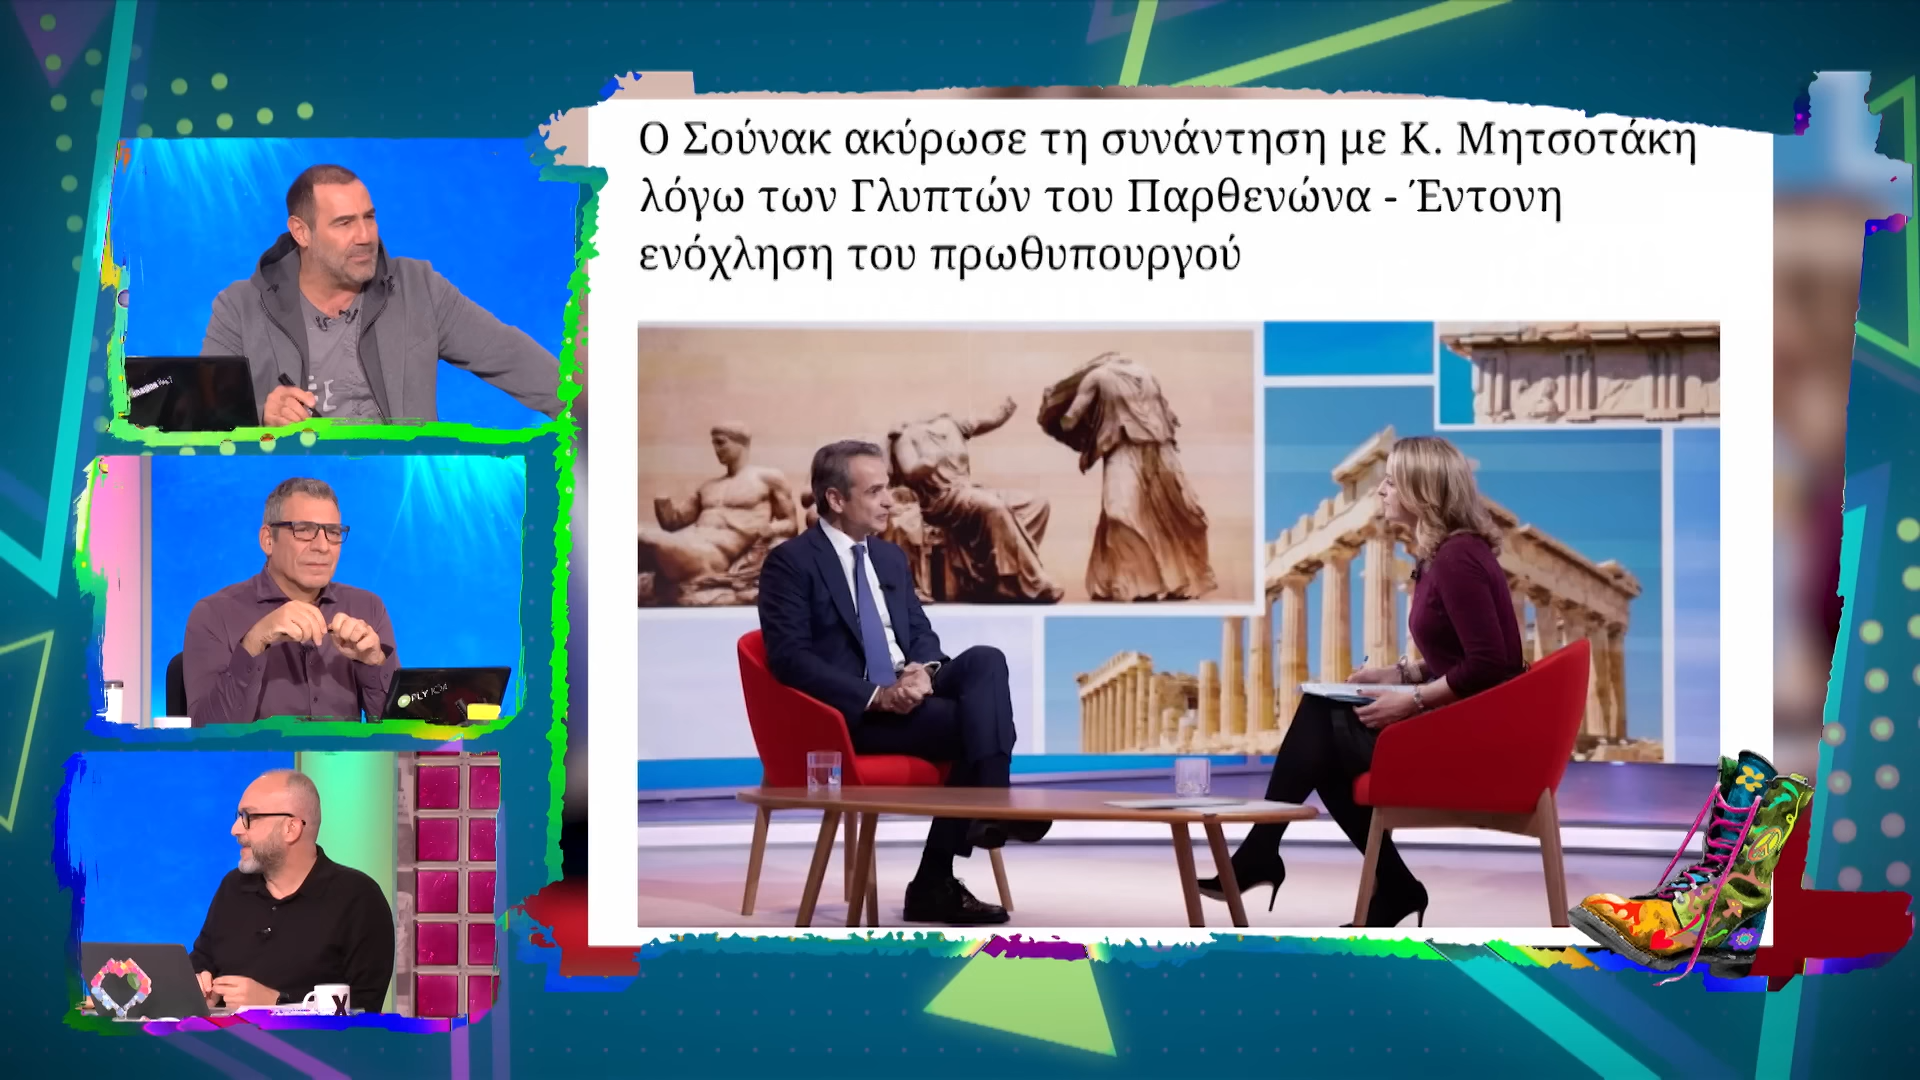 Ο Σούνακ ακύρωσε τη συνάντηση με Κ. Μητσοτάκη
λόγω των Γλυπτών του Παρθενώνα - Έντονη
ενόχληση του πρωθυπουργού
X